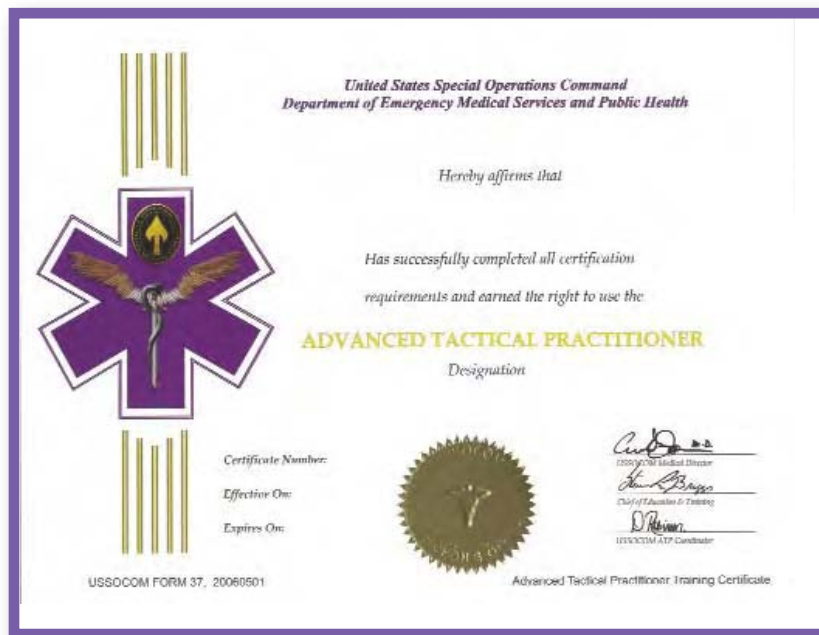 United States Special Operations Command
Department of Emergency Medical Services and Public Health
Hereby affirms that
Has successfully completed all certification
requirements and earned the right to use the
ADVANCED TACTICAL PRACTITIONER
Designation
Certificate Number:
Effective On:
Expires On:
USSOCOM Medical Director
Chief of Education & Training
USSOCOM ATP Coordinator
USSOCOM FORM 37, 20060501
Advanced Tactical Practitioner Training Certificate